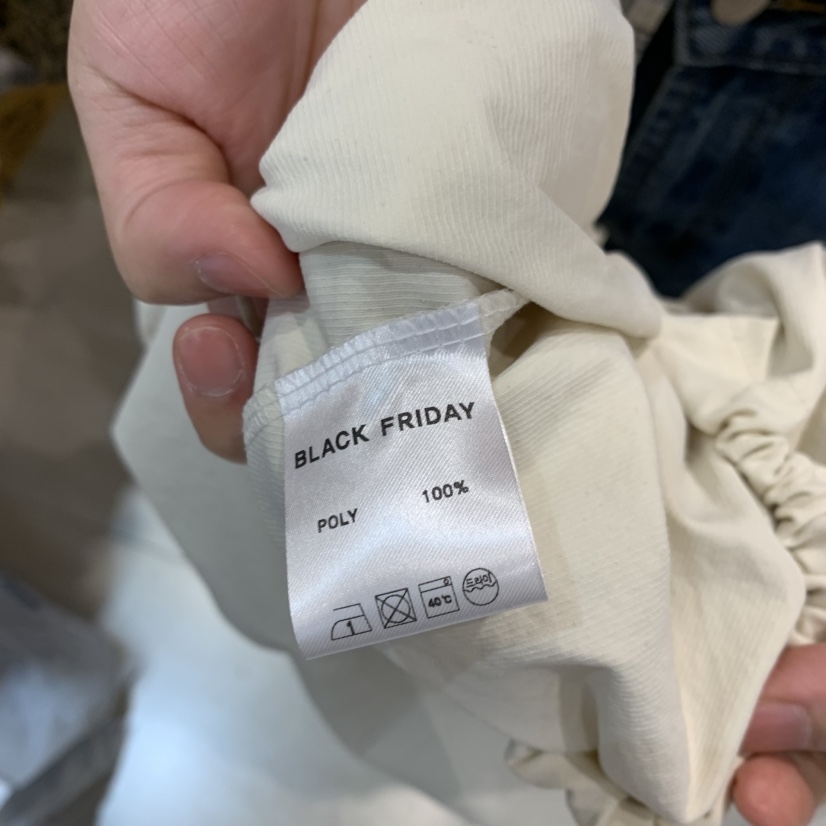 BLACK FRIDAY
POLY 100%
1 40℃ 드라이